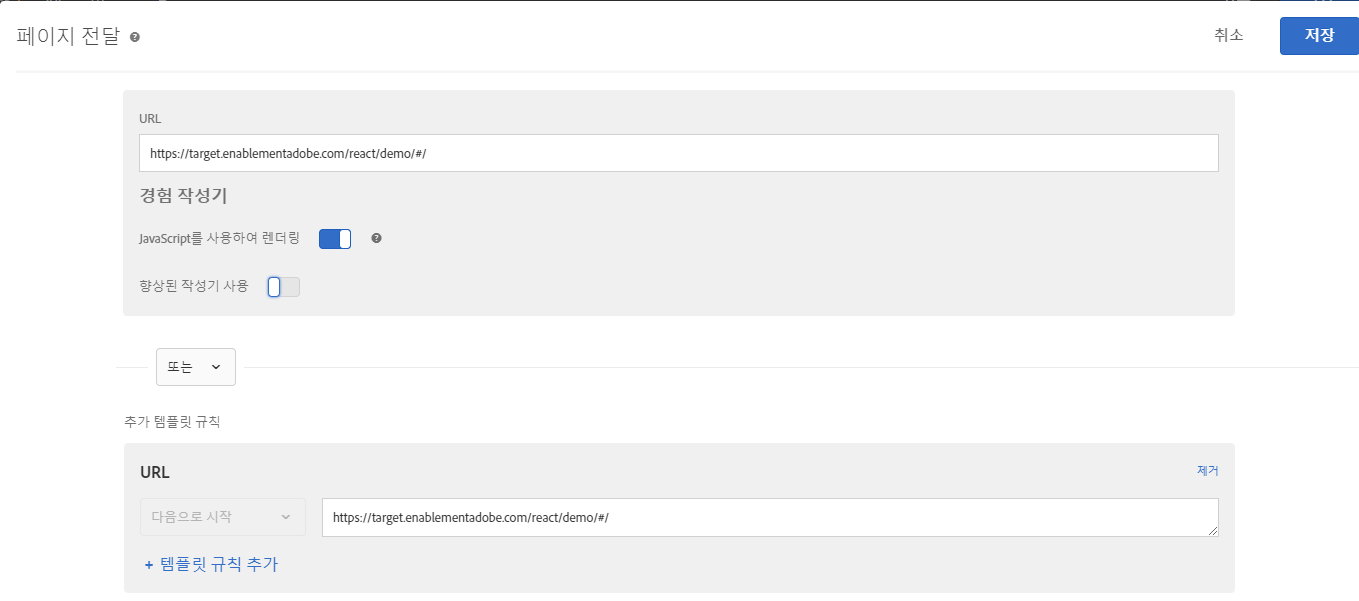 페이지 전달
취소
저장
URL
https://target.enablementadobe.com/react/demo/#/
경험 작성기
JavaScript를 사용하여 렌더링
향상된 작성기 사용
또는
추가 템플릿 규칙
URL
제거
다음으로 시작
https://target.enablementadobe.com/react/demo/#/
+ 템플릿 규칙 추가